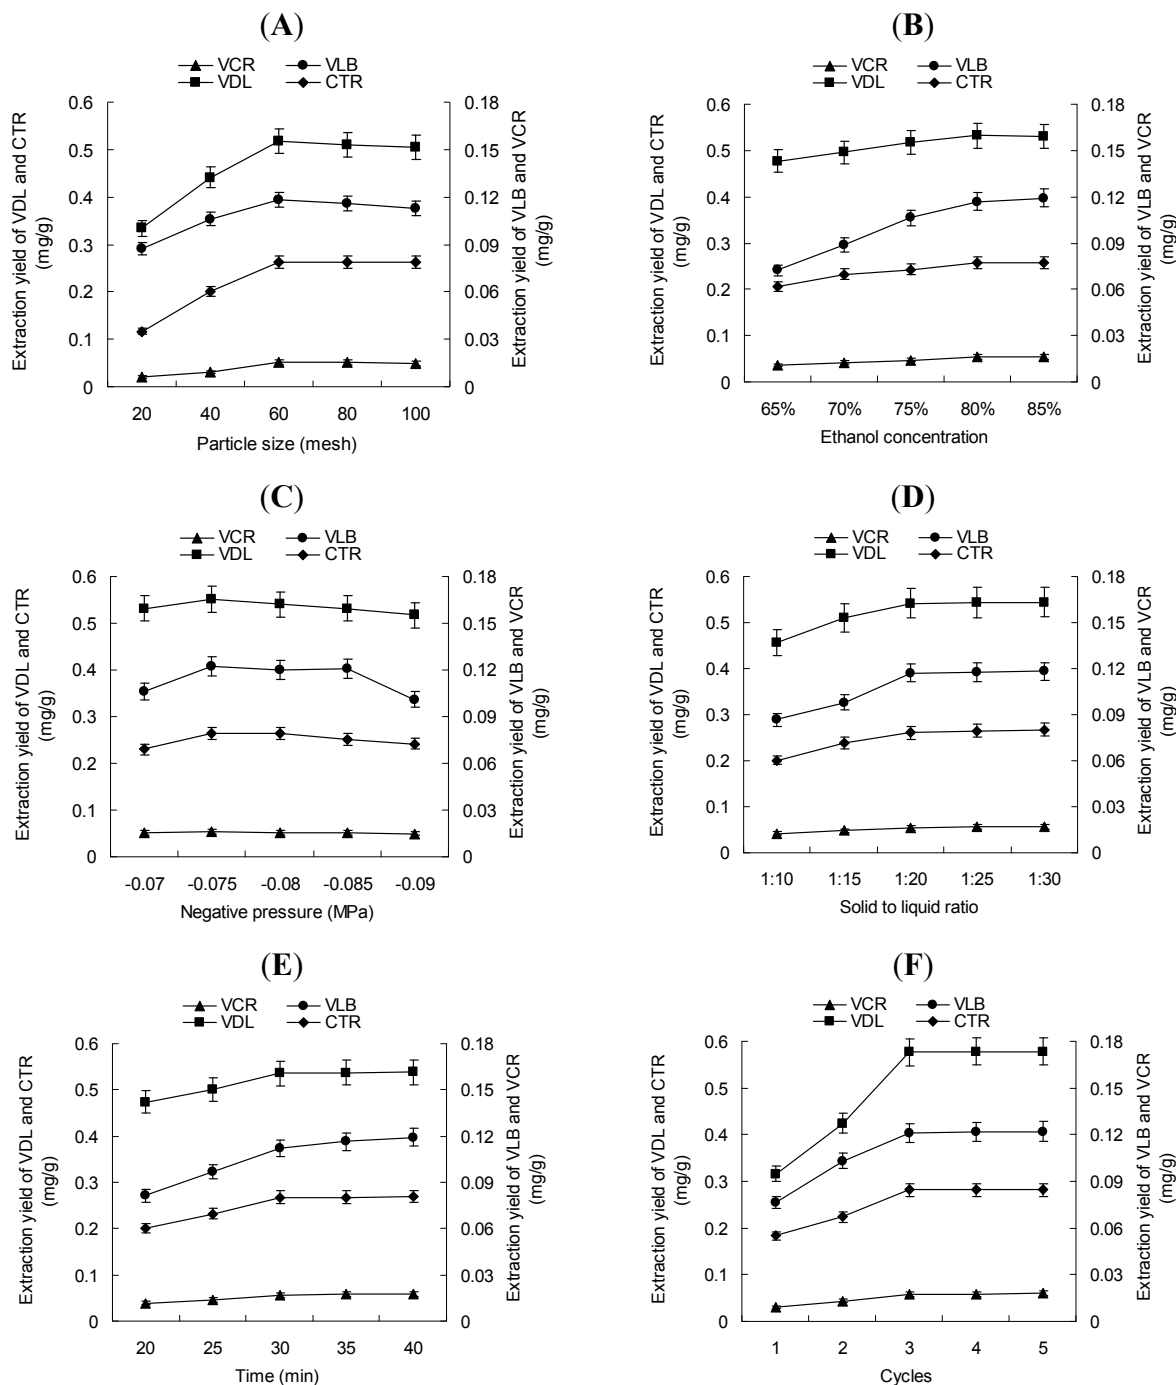 (A)
VCR VLB
VDL CTR
Extraction yield of VDL and CTR
(mg/g)
0.6
0.5
0.4
0.3
0.2
0.1
0
0.18
0.15
0.12
0.09
0.06
0.03
0
Extraction yield of VLB and VCR
(mg/g)
20 40 60 80 100
Particle size (mesh)
(B)
VCR VLB
VDL CTR
Extraction yield of VDL and CTR
(mg/g)
0.6
0.5
0.4
0.3
0.2
0.1
0
0.18
0.15
0.12
0.09
0.06
0.03
0
Extraction yield of VLB and VCR
(mg/g)
65% 70% 75% 80% 85%
Ethanol concentration
(C)
VCR VLB
VDL CTR
Extraction yield of VDL and CTR
(mg/g)
0.6
0.5
0.4
0.3
0.2
0.1
0
0.18
0.15
0.12
0.09
0.06
0.03
0
Extraction yield of VLB and VCR
(mg/g)
-0.07 -0.075 -0.08 -0.085 -0.09
Negative pressure (MPa)
(D)
VCR VLB
VDL CTR
Extraction yield of VDL and CTR
(mg/g)
0.6
0.5
0.4
0.3
0.2
0.1
0
0.18
0.15
0.12
0.09
0.06
0.03
0
Extraction yield of VLB and VCR
(mg/g)
1:10 1:15 1:20 1:25 1:30
Solid to liquid ratio
(E)
VCR VLB
VDL CTR
Extraction yield of VDL and CTR
(mg/g)
0.6
0.5
0.4
0.3
0.2
0.1
0
0.18
0.15
0.12
0.09
0.06
0.03
0
Extraction yield of VLB and VCR
(mg/g)
20 25 30 35 40
Time (min)
(F)
VCR VLB
VDL CTR
Extraction yield of VDL and CTR
(mg/g)
0.6
0.5
0.4
0.3
0.2
0.1
0
0.18
0.15
0.12
0.09
0.06
0.03
0
Extraction yield of VLB and VCR
(mg/g)
1 2 3 4 5
Cycles